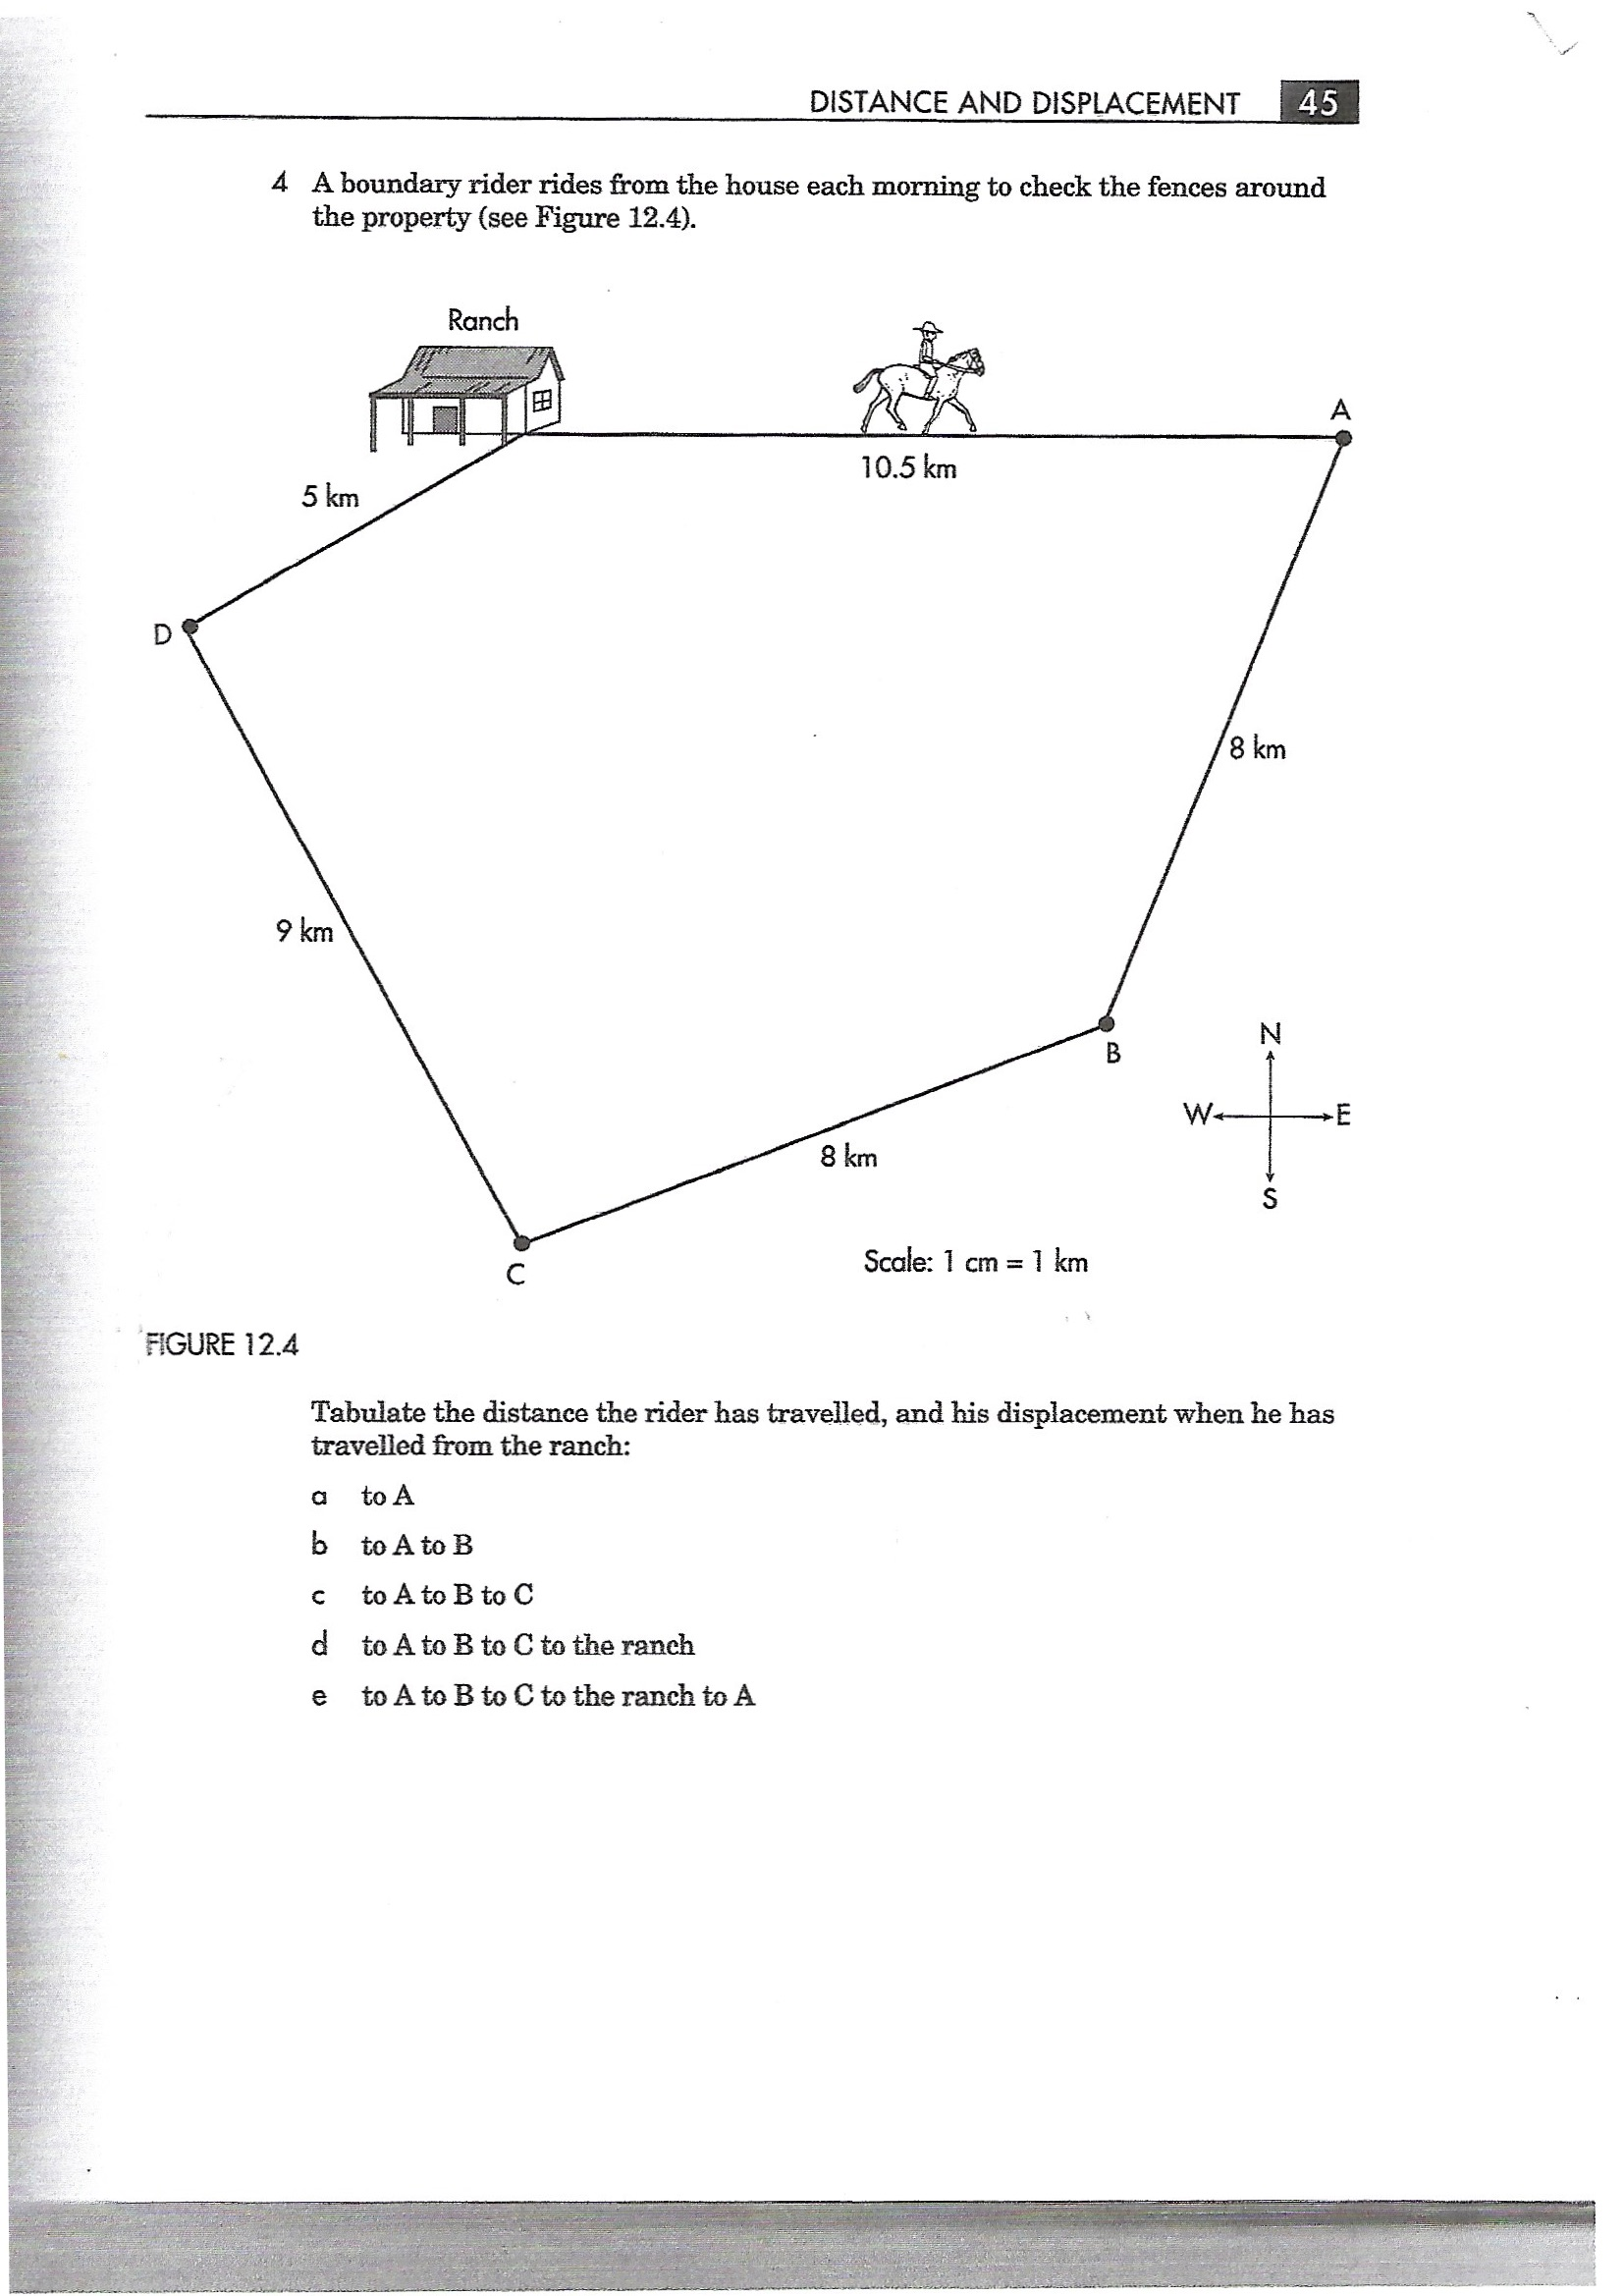 DISTANCE AND DISPLACEMENT 45
4 A boundary rider rides from the house each morning to check the fences around
the property (see Figure 12.4).
Ranch
A
10.5 km
5 km
D
8 km
9 km
N
B
W E
8 km
S
Scale: 1 cm = 1 km
C
FIGURE 12.4
Tabulate the distance the rider has travelled, and his displacement when he has
travelled from the ranch:
a to A
b to A to B
c to A to B to C
d to A to B to C to the ranch
e to A to B to C to the ranch to A